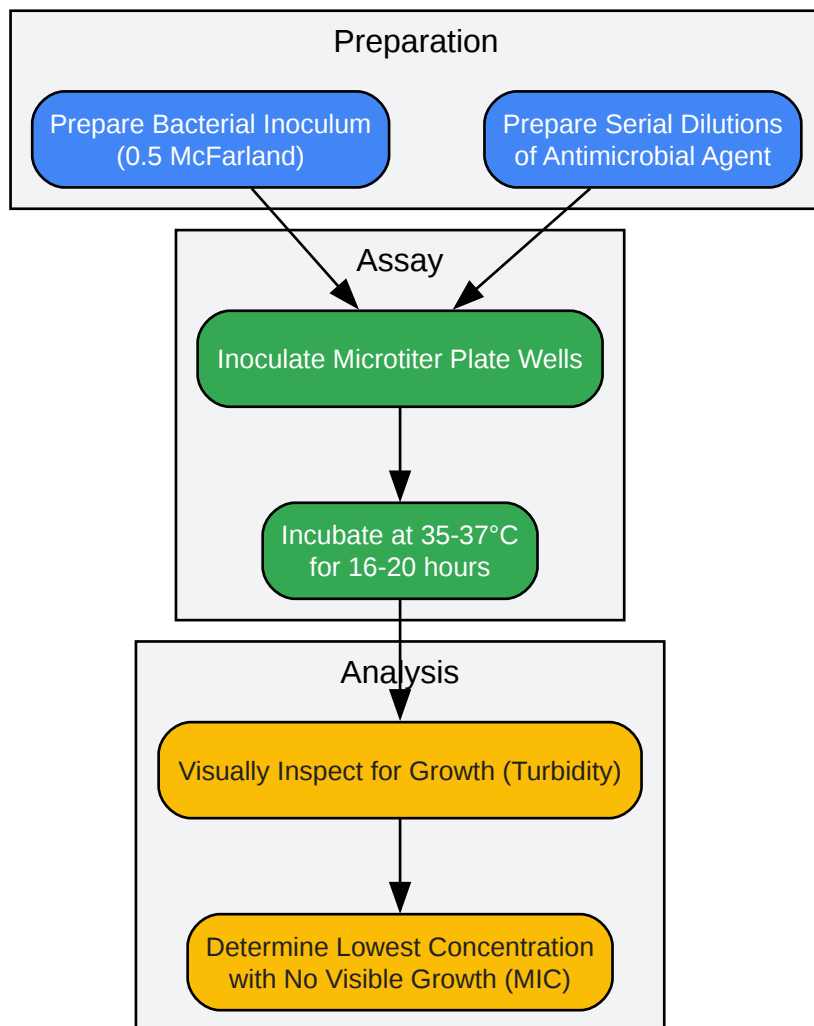 Preparation
Prepare Bacterial Inoculum
(0.5 McFarland)
Prepare Serial Dilutions
of Antimicrobial Agent
Assay
Inoculate Microtiter Plate Wells
Incubate at 35-37°C
for 16-20 hours
Analysis
Visually Inspect for Growth (Turbidity)
Determine Lowest Concentration
with No Visible Growth (MIC)